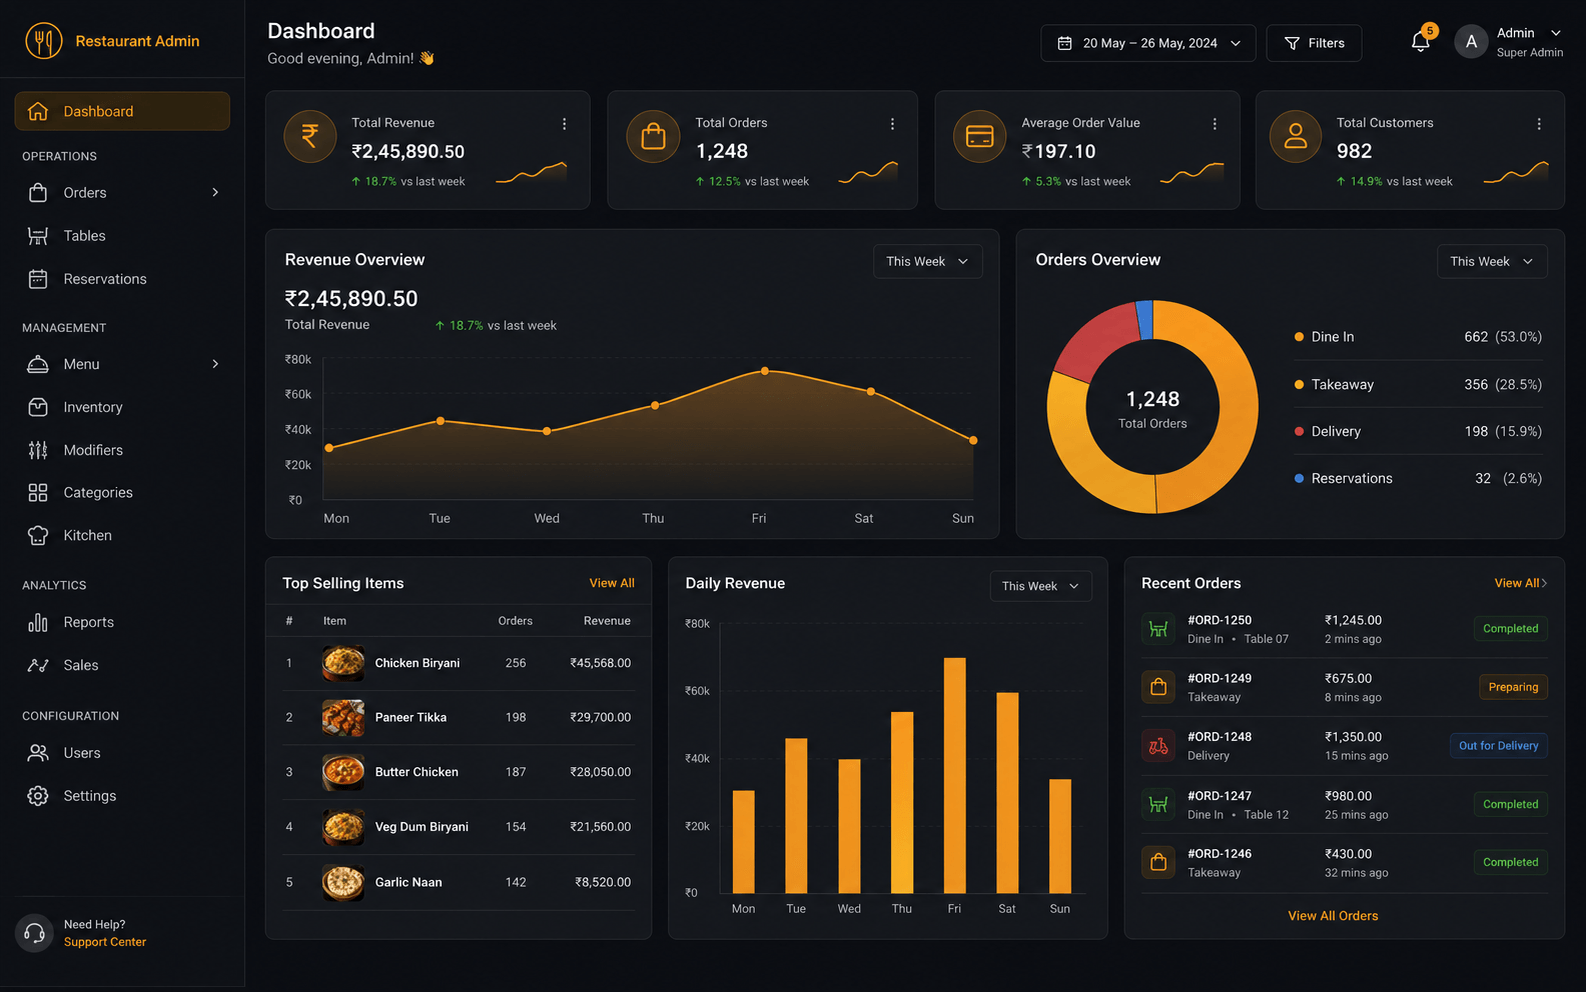 Restaurant Admin
Dashboard
OPERATIONS
Orders
Tables
Reservations
MANAGEMENT
Menu
Inventory
Modifiers
Categories
Kitchen
ANALYTICS
Reports
Sales
CONFIGURATION
Users
Settings
Need Help?
Support Center
Dashboard
Good evening, Admin! 👋
20 May – 26 May, 2024
Filters
5
A
Admin
Super Admin
₹
Total Revenue
₹2,45,890.50
↑ 18.7% vs last week
Total Orders
1,248
↑ 12.5% vs last week
Average Order Value
₹197.10
↑ 5.3% vs last week
Total Customers
982
↑ 14.9% vs last week
Revenue Overview
This Week
₹2,45,890.50
Total Revenue ↑ 18.7% vs last week
₹80k
₹60k
₹40k
₹20k
₹0
Mon Tue Wed Thu Fri Sat Sun
Orders Overview
This Week
1,248
Total Orders
Dine In 662 (53.0%)
Takeaway 356 (28.5%)
Delivery 198 (15.9%)
Reservations 32 (2.6%)
Top Selling Items View All
# Item Orders Revenue
1 Chicken Biryani 256 ₹45,568.00
2 Paneer Tikka 198 ₹29,700.00
3 Butter Chicken 187 ₹28,050.00
4 Veg Dum Biryani 154 ₹21,560.00
5 Garlic Naan 142 ₹8,520.00
Daily Revenue
This Week
₹80k
₹60k
₹40k
₹20k
₹0
Mon Tue Wed Thu Fri Sat Sun
Recent Orders View All
#ORD-1250 ₹1,245.00
Dine In • Table 07 2 mins ago
Completed
#ORD-1249 ₹675.00
Takeaway 8 mins ago
Preparing
#ORD-1248 ₹1,350.00
Delivery 15 mins ago
Out for Delivery
#ORD-1247 ₹980.00
Dine In • Table 12 25 mins ago
Completed
#ORD-1246 ₹430.00
Takeaway 32 mins ago
Completed
View All Orders